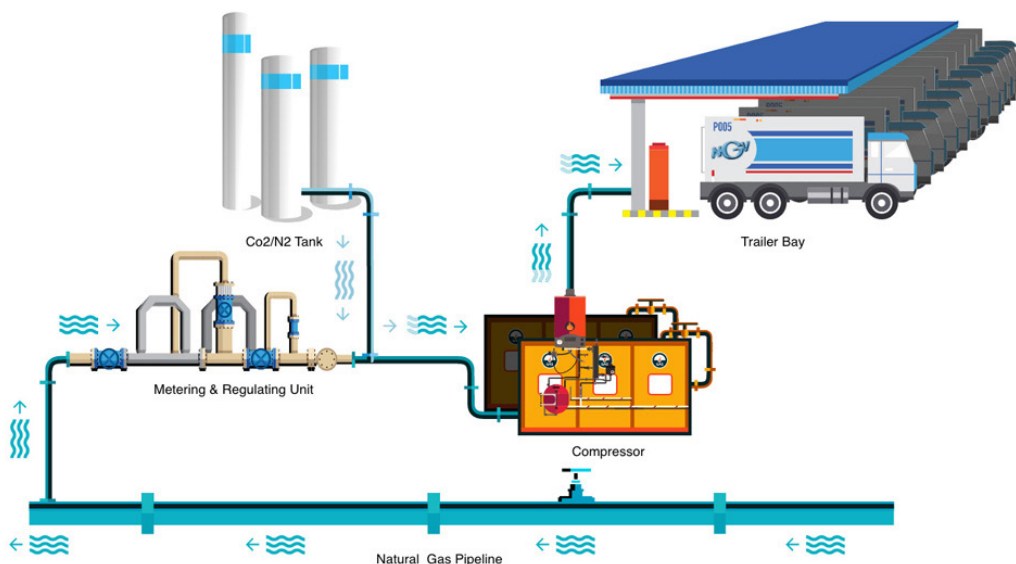 P005
NGV
Co2/N2 Tank
Trailer Bay
Metering & Regulating Unit
Compressor
Natural Gas Pipeline